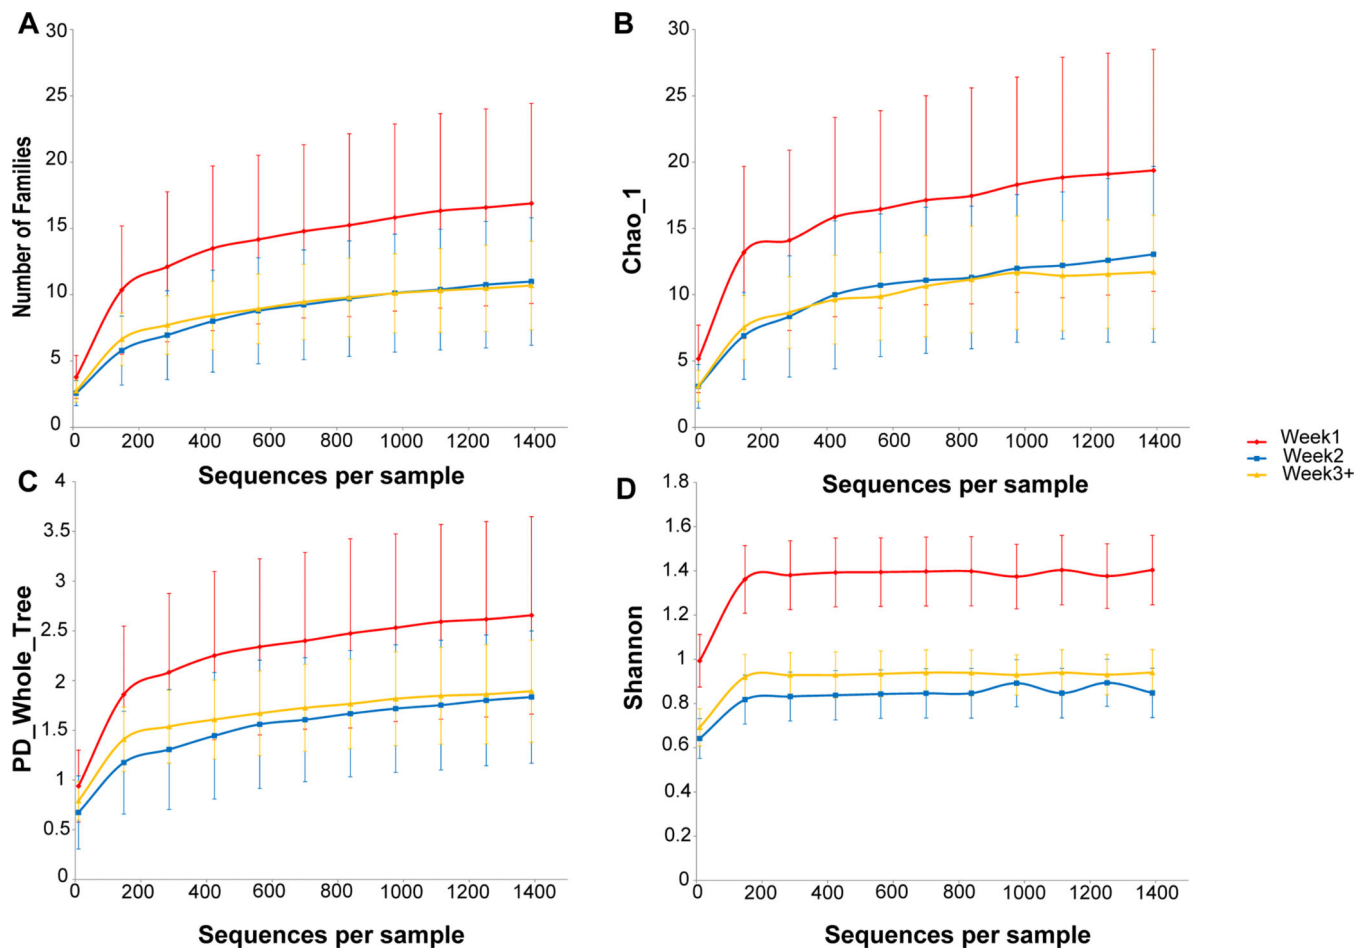 A
30
25
20
15
10
5
0
Number of Families
0 200 400 600 800 1000 1200 1400
Sequences per sample
B
30
25
20
15
10
5
0
Chao_1
0 200 400 600 800 1000 1200 1400
Sequences per sample
Week1
Week2
Week3+
C
4
3.5
3
2.5
2
1.5
1
0.5
0
PD_Whole_Tree
0 200 400 600 800 1000 1200 1400
Sequences per sample
D
1.8
1.6
1.4
1.2
1
0.8
0.6
0.4
0.2
0
Shannon
0 200 400 600 800 1000 1200 1400
Sequences per sample